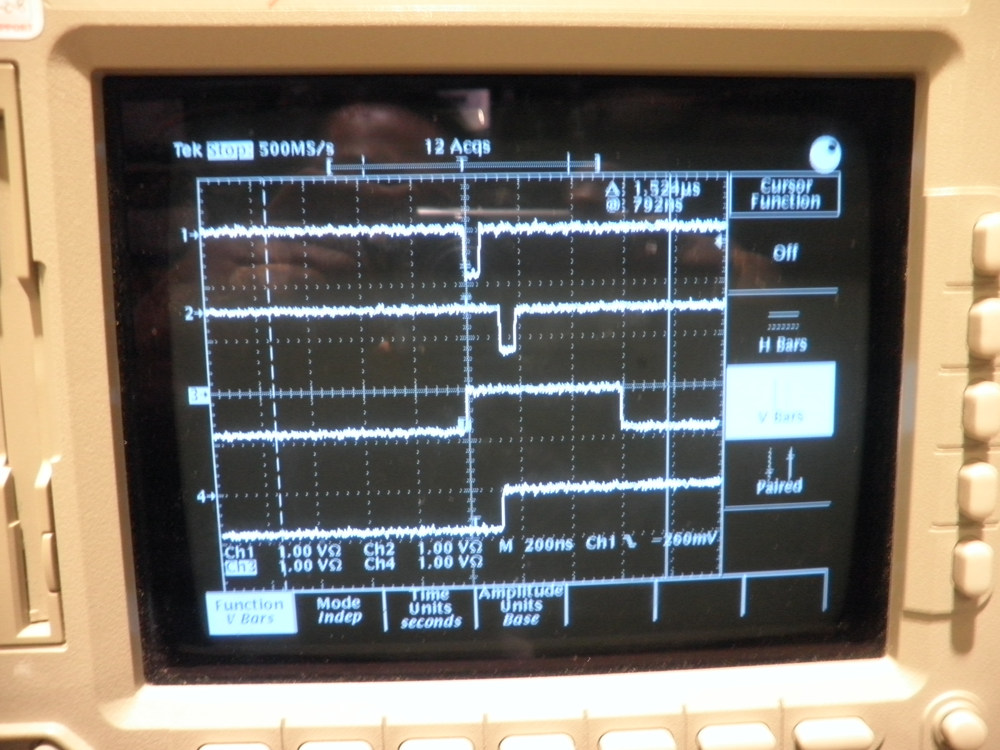 Tek Stop: 500MS/s
12 Acqs
Δ: 1.524µs
@: 792ns
Cursor
Function
1→
Off
2→
H Bars
3→
V Bars
Paired
4→
Ch1 1.00 VΩ Ch2 1.00 VΩ M 200ns Ch1 -260mV
Ch3 1.00 VΩ Ch4 1.00 VΩ
Function
V Bars
Mode
Indep
Time
Units
seconds
Amplitude
Units
Base